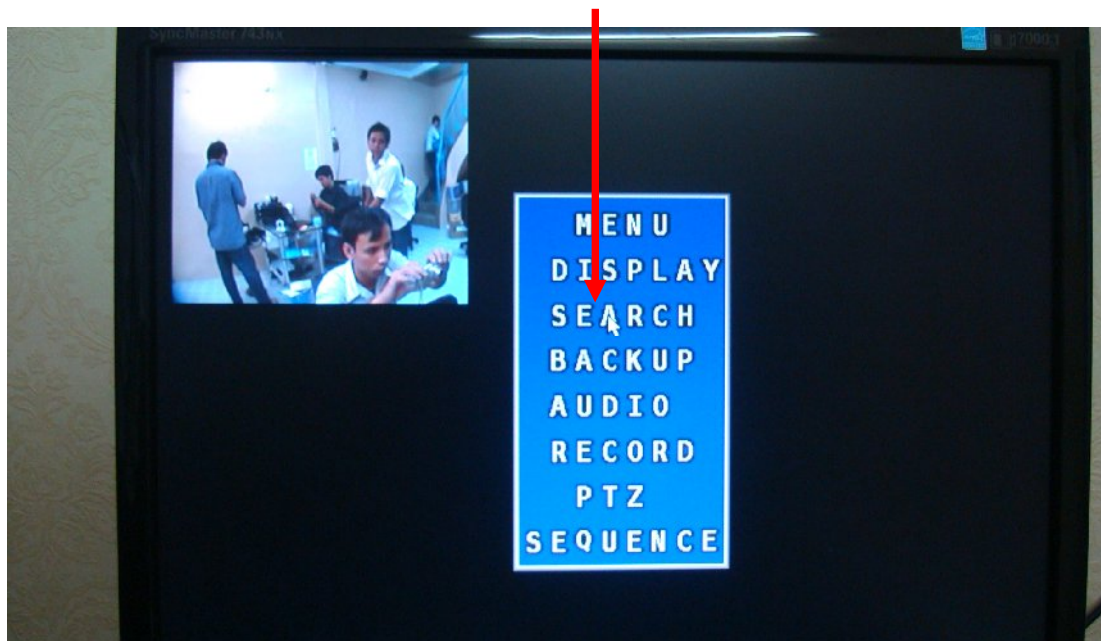 SyncMaster 743NX
MENU
DISPLAY
SEARCH
BACKUP
AUDIO
RECORD
PTZ
SEQUENCE